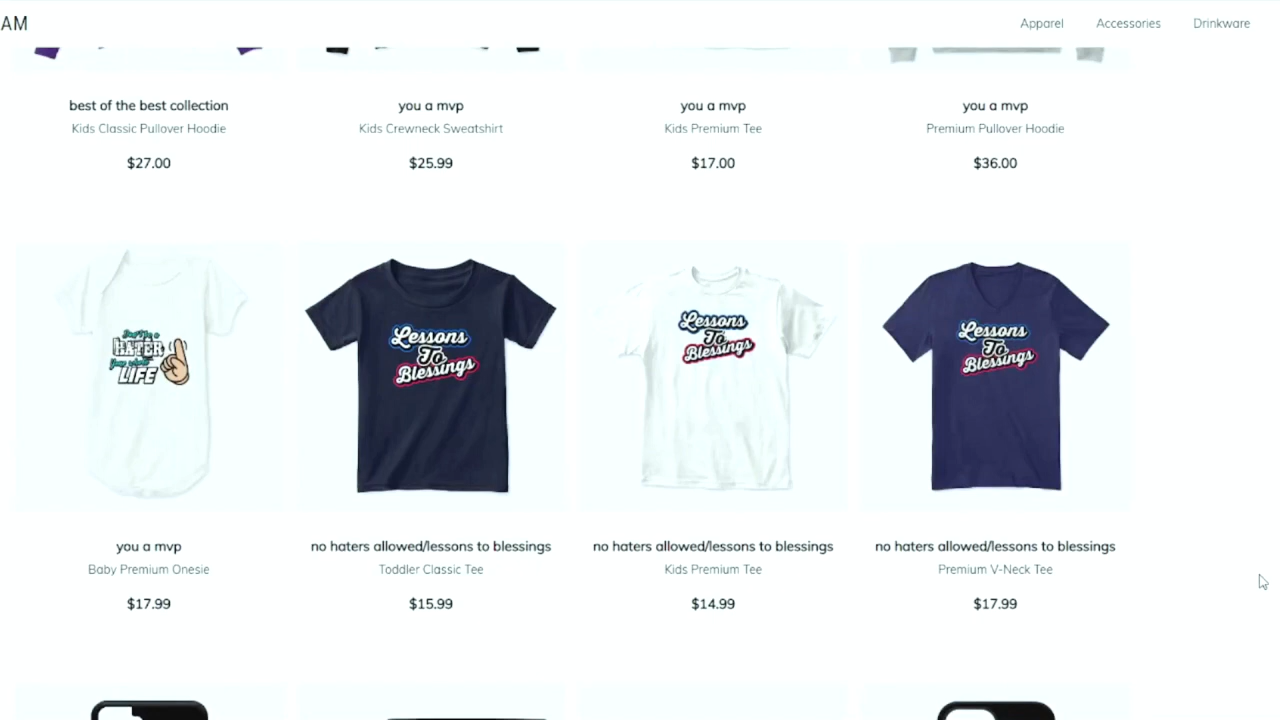 AM
Apparel
Accessories
Drinkware
best of the best collection
Kids Classic Pullover Hoodie
$27.00
you a mvp
Kids Crewneck Sweatshirt
$25.99
you a mvp
Kids Premium Tee
$17.00
you a mvp
Premium Pullover Hoodie
$36.00
HATER
LIFE
Lessons
To
Blessings
Lessons
To
Blessings
Lessons
To
Blessings
you a mvp
Baby Premium Onesie
$17.99
no haters allowed/lessons to blessings
Toddler Classic Tee
$15.99
no haters allowed/lessons to blessings
Kids Premium Tee
$14.99
no haters allowed/lessons to blessings
Premium V-Neck Tee
$17.99